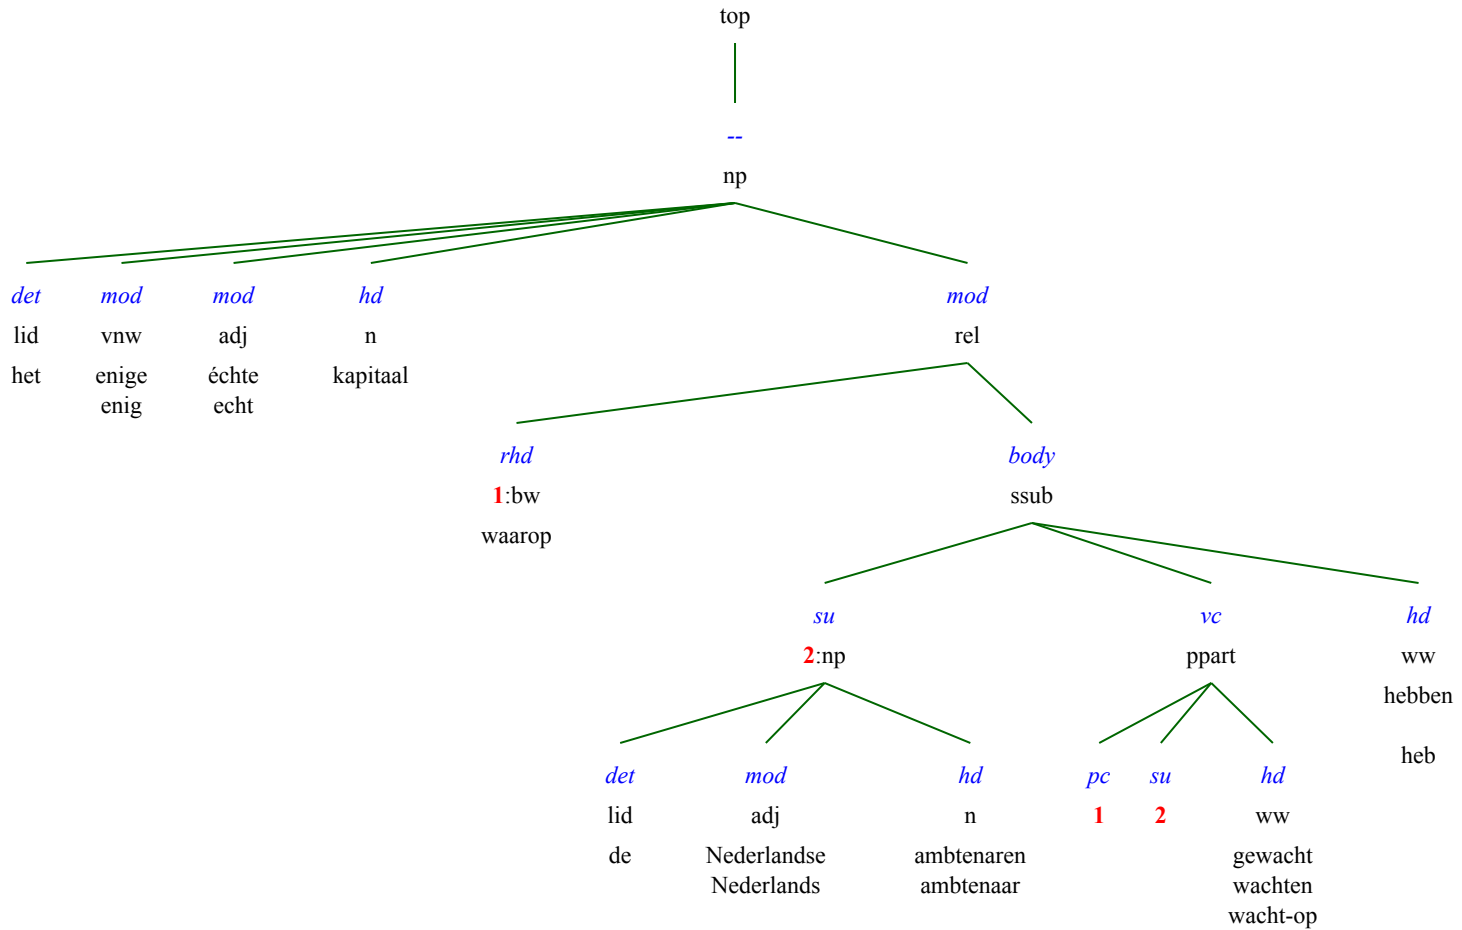 top
--
np
det mod mod hd mod
lid vnw adj n rel
het enige échte kapitaal
enig echt
rhd body
1:bw ssub
waarop
su vc hd
2:np ppart ww
hebben
heb
det mod hd pc su hd
lid adj n 1 2 ww
de Nederlandse ambtenaren gewacht
Nederlands ambtenaar wachten
wacht-op